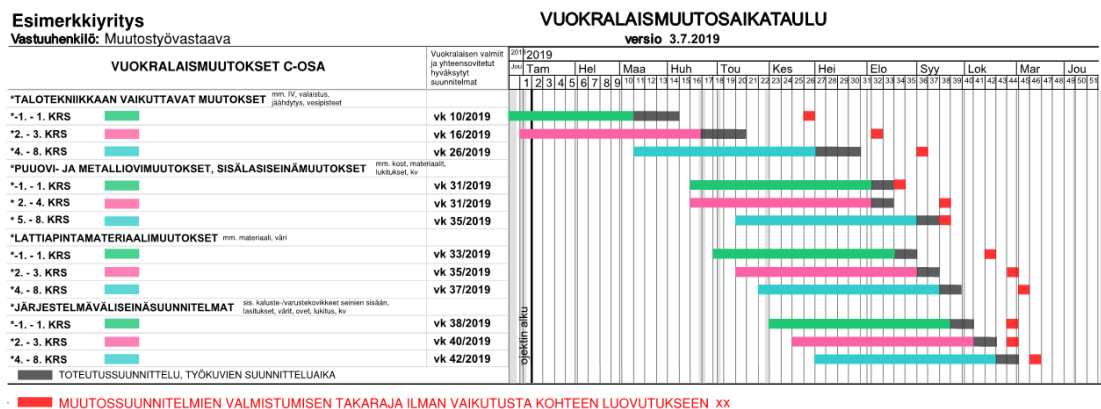 Esimerkkiyritys
VUOKRALAISMUUTOSAIKATAULU
Vastuuhenkilö: Muutostyövastaava
versio 3.7.2019
VUOKRALAISMUUTOKSET C-OSA
Vuokralaisen valmiit
ja yhteensovitetut
hyväksytyt
suunnitelmat
2018 2019
Jou Tam Hel Maa Huh Tou Kes Hei Elo Syy Lok Mar Jou
1 2 3 4 5 6 7 8 9 10 11 12 13 14 15 16 17 18 19 20 21 22 23 24 25 26 27 28 29 30 31 32 33 34 35 36 37 38 39 40 41 42 43 44 45 46 47 48 49 50 51
*TALOTEKNIIKKAAN VAIKUTTAVAT MUUTOKSET mm. IV, valaistus,
jäähdytys, vesipisteet
*-1. - 1. KRS vk 10/2019
*2. - 3. KRS vk 16/2019
*4. - 8. KRS vk 26/2019
*PUUOVI- JA METALLIOVIMUUTOKSET, SISÄLASISEINÄMUUTOKSET mm. koot, materiaalit,
lukitukset, kv
*-1. - 1. KRS vk 31/2019
* 2. - 4. KRS vk 31/2019
* 5. - 8. KRS vk 35/2019
*LATTIAPINTAMATERIAALIMUUTOKSET mm. materiaali, väri
*-1. - 1. KRS vk 33/2019
*2. - 3. KRS vk 35/2019
*4. - 8. KRS vk 37/2019
*JÄRJESTELMÄVÄLISEINÄSUUNNITELMAT sis. kaluste-/varustekovikkeet seinien sisään,
lasitukset, värit, ovet, lukitus, kv
*-1. - 1. KRS vk 38/2019
*2. - 3. KRS vk 40/2019
*4. - 8. KRS vk 42/2019
ojektin alku
TOTEUTUSSUUNNITTELU, TYÖKUVIEN SUUNNITTELUAIKA
MUUTOSSUUNNITELMIEN VALMISTUMISEN TAKARAJA ILMAN VAIKUTUSTA KOHTEEN LUOVUTUKSEEN xx